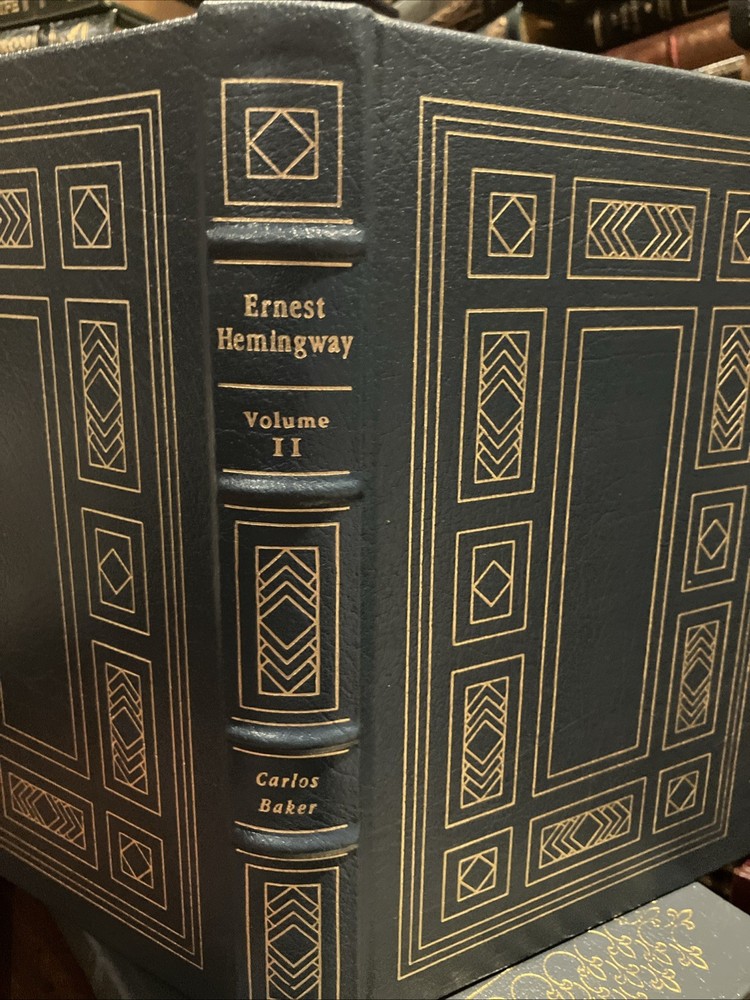 Ernest
Hemingway
Volume
II
Carlos
Baker